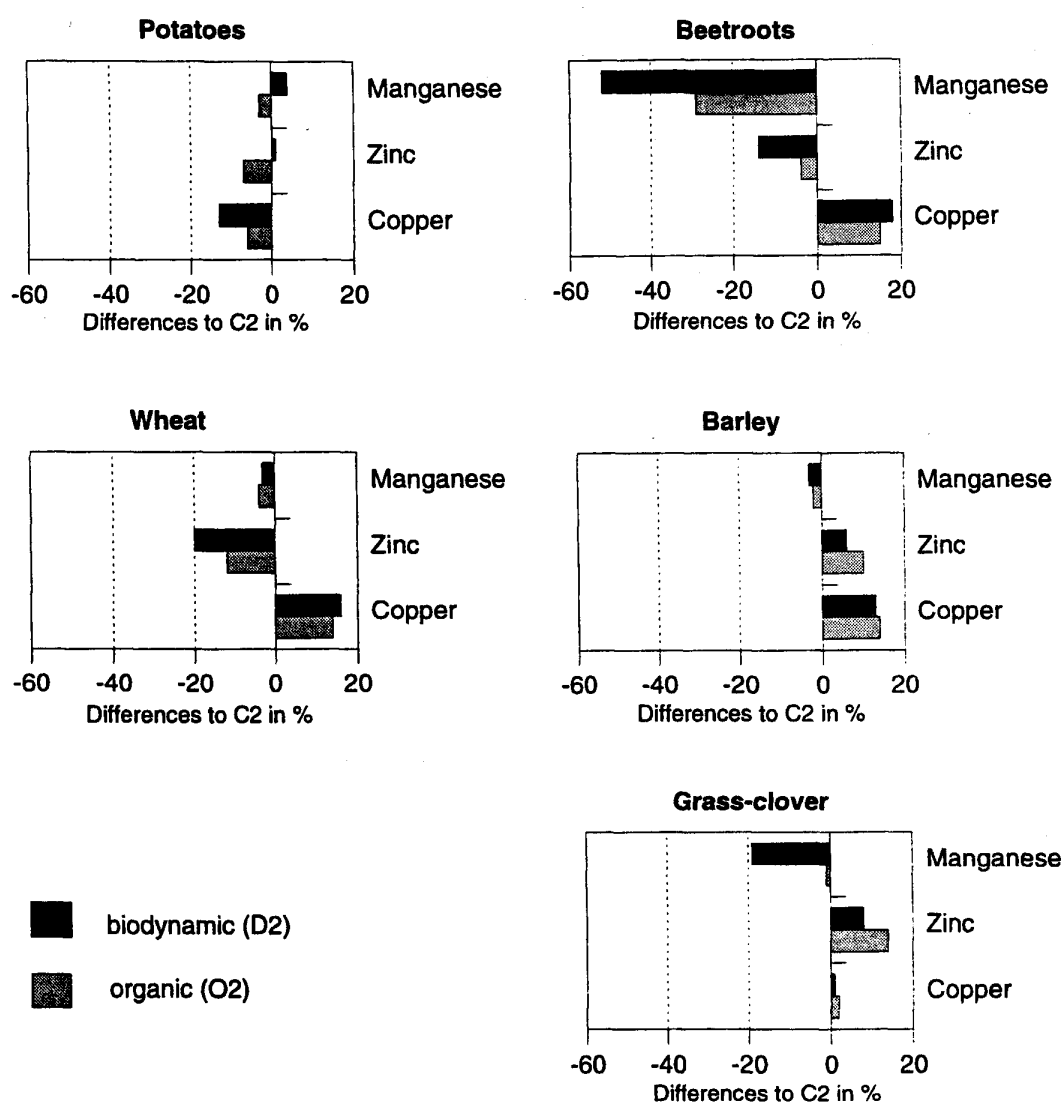 Potatoes
Manganese
Zinc
Copper
-60 -40 -20 0 20
Differences to C2 in %
Beetroots
Manganese
Zinc
Copper
-60 -40 -20 0 20
Differences to C2 in %
Wheat
Manganese
Zinc
Copper
-60 -40 -20 0 20
Differences to C2 in %
Barley
Manganese
Zinc
Copper
-60 -40 -20 0 20
Differences to C2 in %
Grass-clover
Manganese
Zinc
Copper
-60 -40 -20 0 20
Differences to C2 in %
biodynamic (D2)
organic (O2)